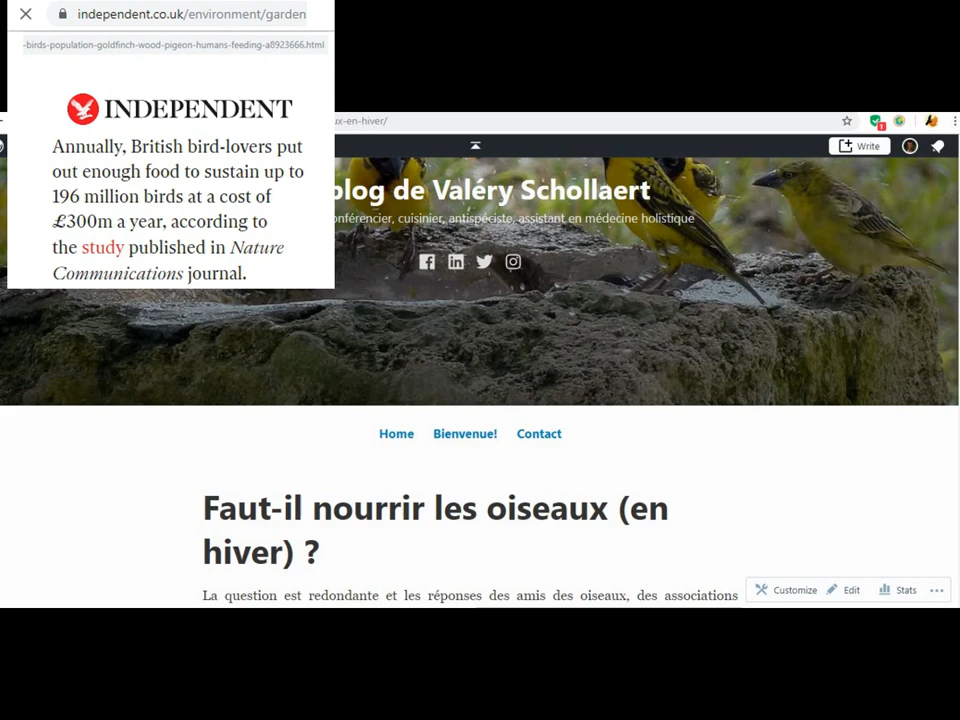 independent.co.uk/environment/garden
-birds-population-goldfinch-wood-pigeon-humans-feeding-a8923666.html
INDEPENDENT
Annually, British bird-lovers put
out enough food to sustain up to
196 million birds at a cost of
£300m a year, according to
the study published in Nature
Communications journal.
ux-en-hiver/
1
Write
blog de Valéry Schollaert
onférencier, cuisinier, antispéciste, assistant en médecine holistique
Home Bienvenue! Contact
Faut-il nourrir les oiseaux (en
hiver) ?
La question est redondante et les réponses des amis des oiseaux, des associations
Customize Edit Stats